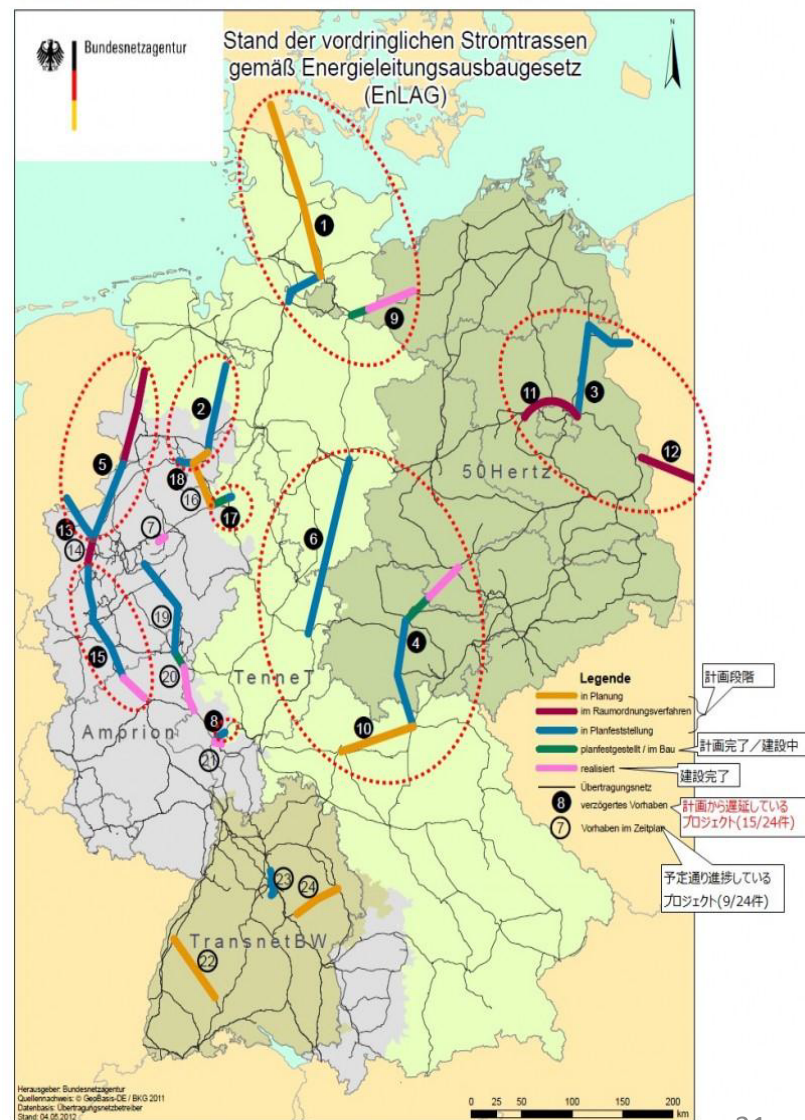 Bundesnetzagentur
Stand der vordringlichen Stromtrassen
gemäß Energieleitungsausbaugesetz
(EnLAG)
N
1
9
2
11
3
5
12
50Hertz
18
16
17
13
7
14
6
19
15
4
20
TenneT
8
10
Amprion
21
23
24
TransnetBW
22
Legende
in Planung
im Raumordnungsverfahren
in Planfeststellung
planfestgestellt / im Bau
realisiert
Übertragungsnetz
8 verzögertes Vorhaben
7 Vorhaben im Zeitplan
計画段階
計画完了/建設中
建設完了
計画から遅延している
プロジェクト(15/24件)
予定通り進捗している
プロジェクト(9/24件)
Herausgeber: Bundesnetzagentur
Quellennachweis: © GeoBasis-DE / BKG 2011
Datenbasis: Übertragungsnetzbetreiber
Stand: 04.05.2012
0 25 50 100 150 200
km